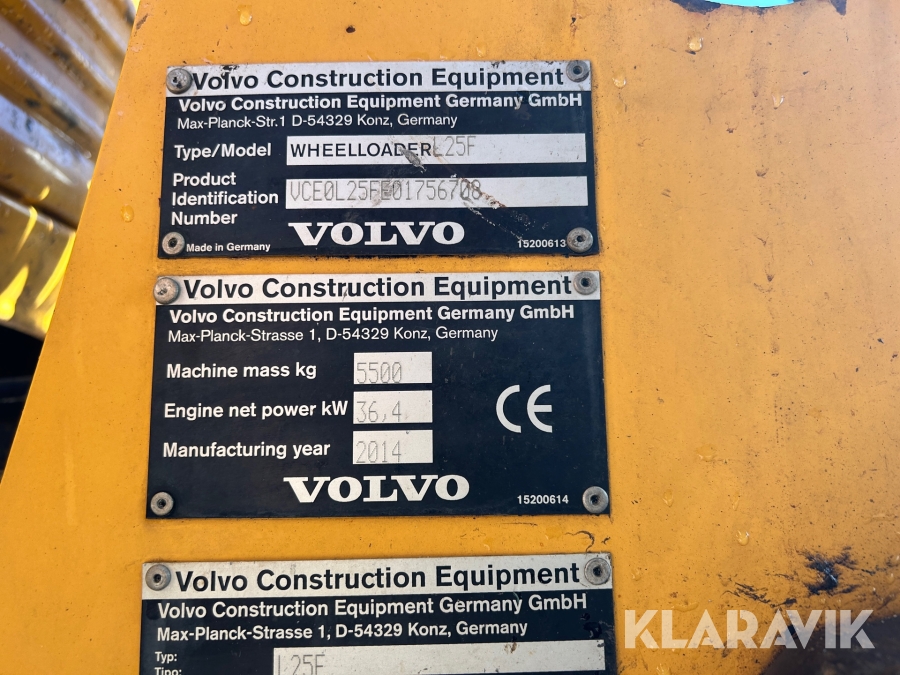 Volvo Construction Equipment
Volvo Construction Equipment Germany GmbH
Max-Planck-Str.1 D-54329 Konz, Germany
Type/Model WHEELLOADER L25F
Product
Identification
Number
VCE0L25FE01756708
Made in Germany
VOLVO
15200613
Volvo Construction Equipment
Volvo Construction Equipment Germany GmbH
Max-Planck-Strasse 1, D-54329 Konz, Germany
Machine mass kg 5500
Engine net power kW 36,4
Manufacturing year 2014
CE
VOLVO
15200614
Volvo Construction Equipment
Volvo Construction Equipment Germany GmbH
Max-Planck-Strasse 1, D-54329 Konz, Germany
Typ:
Tipo:
L25F
KLARAVIK